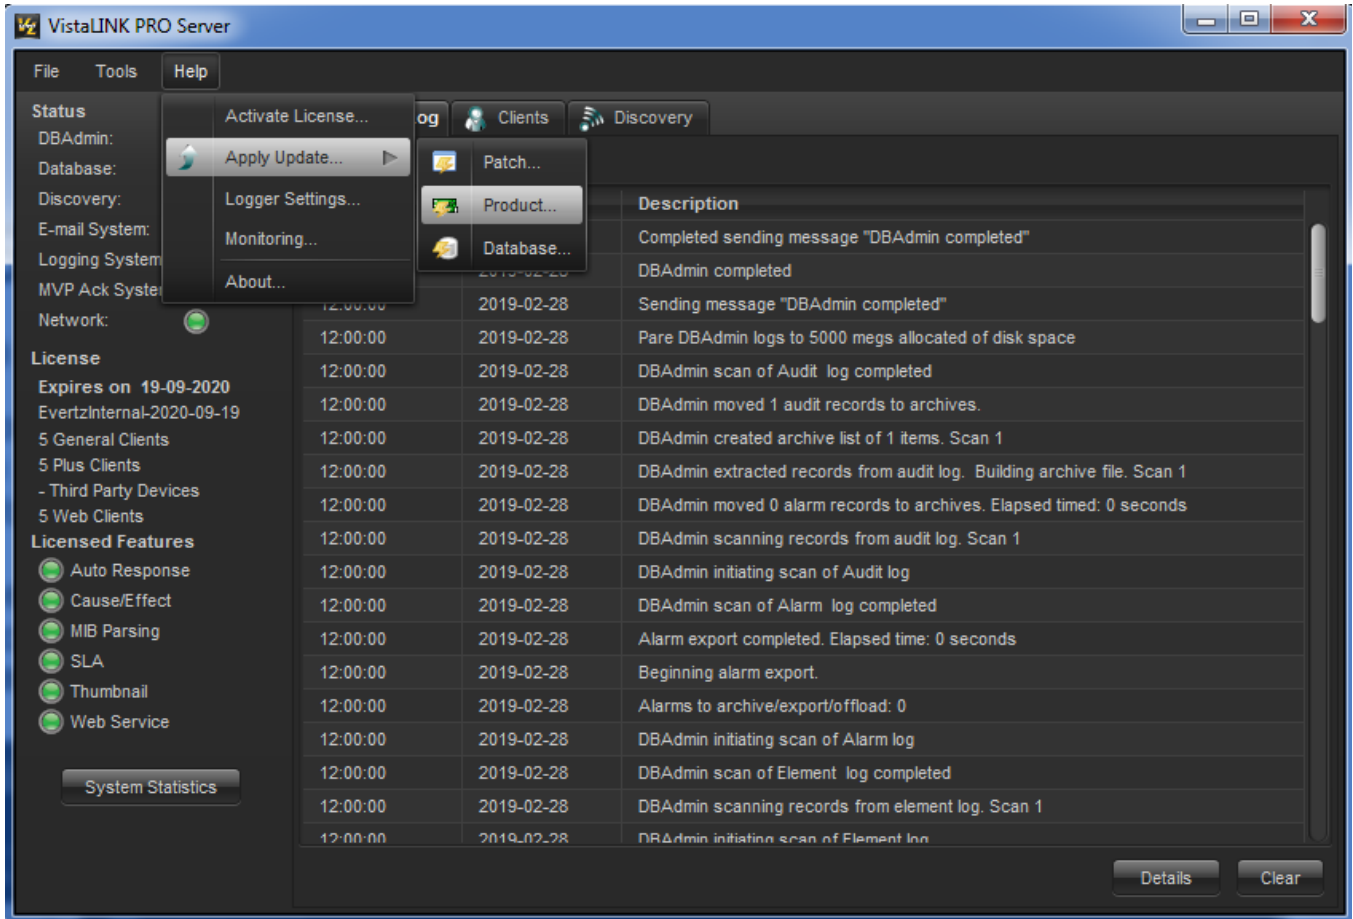 VistaLINK PRO Server
File Tools Help
Status
DBAdmin:
Database:
Discovery:
E-mail System:
Logging System
MVP Ack Syste
Network:
License
Expires on 19-09-2020
EvertzInternal-2020-09-19
5 General Clients
5 Plus Clients
- Third Party Devices
5 Web Clients
Licensed Features
Auto Response
Cause/Effect
MIB Parsing
SLA
Thumbnail
Web Service
System Statistics
Activate License...
Apply Update...
Logger Settings...
Monitoring...
About...
Patch...
Product...
Database...
og Clients Discovery
Description
Completed sending message "DBAdmin completed"
2019-02-28 DBAdmin completed
12:00:00 2019-02-28 Sending message "DBAdmin completed"
12:00:00 2019-02-28 Pare DBAdmin logs to 5000 megs allocated of disk space
12:00:00 2019-02-28 DBAdmin scan of Audit log completed
12:00:00 2019-02-28 DBAdmin moved 1 audit records to archives.
12:00:00 2019-02-28 DBAdmin created archive list of 1 items. Scan 1
12:00:00 2019-02-28 DBAdmin extracted records from audit log. Building archive file. Scan 1
12:00:00 2019-02-28 DBAdmin moved 0 alarm records to archives. Elapsed timed: 0 seconds
12:00:00 2019-02-28 DBAdmin scanning records from audit log. Scan 1
12:00:00 2019-02-28 DBAdmin initiating scan of Audit log
12:00:00 2019-02-28 DBAdmin scan of Alarm log completed
12:00:00 2019-02-28 Alarm export completed. Elapsed time: 0 seconds
12:00:00 2019-02-28 Beginning alarm export.
12:00:00 2019-02-28 Alarms to archive/export/offload: 0
12:00:00 2019-02-28 DBAdmin initiating scan of Alarm log
12:00:00 2019-02-28 DBAdmin scan of Element log completed
12:00:00 2019-02-28 DBAdmin scanning records from element log. Scan 1
12:00:00 2019-02-28 DBAdmin initiating scan of Element log
Details Clear